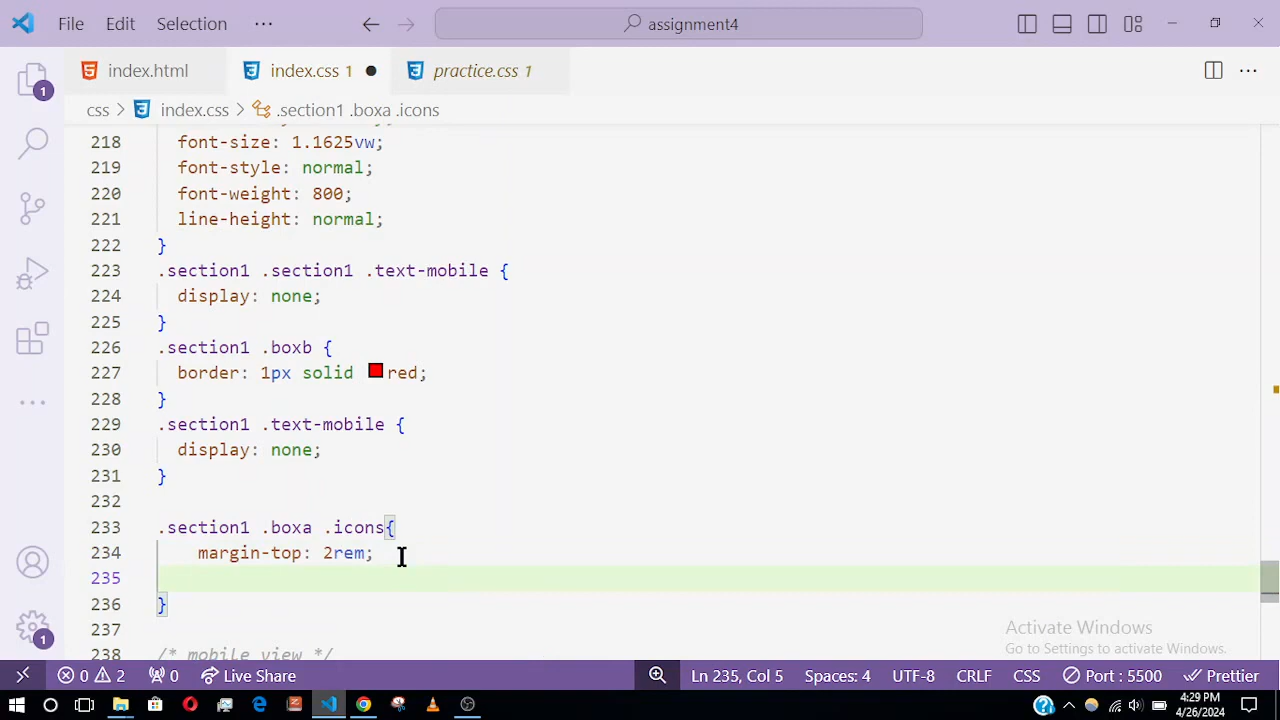 File Edit Selection ··· assignment4
index.html index.css 1 practice.css 1
css > index.css > .section1 .boxa .icons
218 font-size: 1.1625vw;
219 font-style: normal;
220 font-weight: 800;
221 line-height: normal;
222 }
223 .section1 .section1 .text-mobile {
224 display: none;
225 }
226 .section1 .boxb {
227 border: 1px solid red;
228 }
229 .section1 .text-mobile {
230 display: none;
231 }
232
233 .section1 .boxa .icons{
234 margin-top: 2rem;
235
236 }
237
238 /* mobile view */
1
1
Activate Windows
Go to Settings to activate Windows.
0 2 0 Live Share Ln 235, Col 5 Spaces: 4 UTF-8 CRLF CSS Port : 5500 Prettier
4:29 PM
4/26/2024